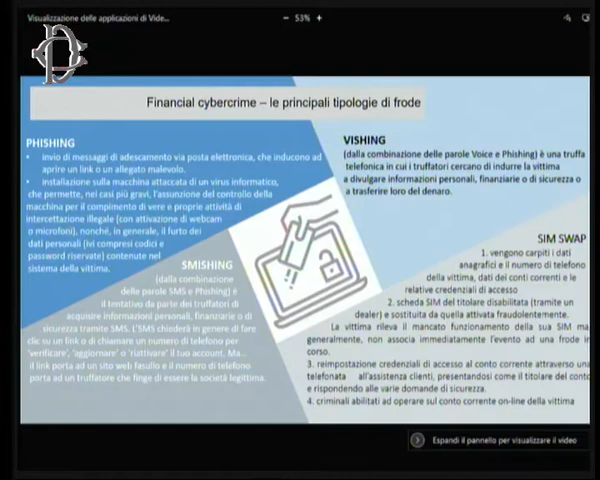 Visualizzazione delle applicazioni di Vide...
53%
Financial cybercrime – le principali tipologie di frode
PHISHING
• invio di messaggi di adescamento via posta elettronica, che inducono ad
aprire un link o un allegato malevolo.
• installazione sulla macchina attaccata di un virus informatico,
che permette, nei casi più gravi, l'assunzione del controllo della
macchina per il compimento di vere e proprie attività di
intercettazione illegale (con attivazione di webcam
o microfoni), nonché, in generale, il furto dei
dati personali (ivi compresi codici e
password riservate) contenute nel
sistema della vittima.
VISHING
(dalla combinazione delle parole Voice e Phishing) è una truffa
telefonica in cui i truffatori cercano di indurre la vittima
a divulgare informazioni personali, finanziarie o di sicurezza o
a trasferire loro del denaro.
SMISHING
(dalla combinazione
delle parole SMS e Phishing) è
il tentativo da parte dei truffatori di
acquisire informazioni personali, finanziarie o di
sicurezza tramite SMS. L'SMS chiederà in genere di fare
clic su un link o di chiamare un numero di telefono per
'verificare', 'aggiornare' o 'riattivare' il tuo account. Ma...
il link porta ad un sito web fasullo e il numero di telefono
porta ad un truffatore che finge di essere la società legittima.
SIM SWAP
1. vengono carpiti i dati
anagrafici e il numero di telefono
della vittima, dati dei conti correnti e le
relative credenziali di accesso
2. scheda SIM del titolare disabilitata (tramite un
dealer) e sostituita da quella attivata fraudolentemente.
La vittima rileva il mancato funzionamento della sua SIM ma
generalmente, non associa immediatamente l'evento ad una frode in
corso.
3. reimpostazione credenziali di accesso al conto corrente attraverso una
telefonata all'assistenza clienti, presentandosi come il titolare del conto
e rispondendo alle varie domande di sicurezza.
4. criminali abilitati ad operare sul conto corrente on-line della vittima
Espandi il pannello per visualizzare il video